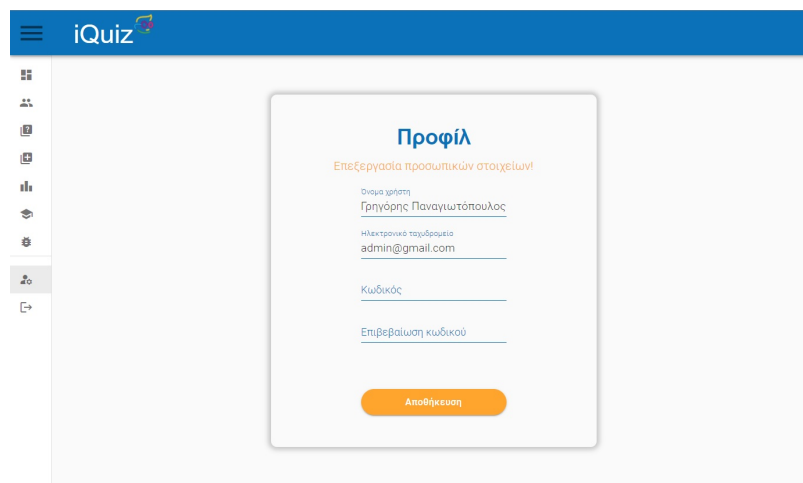 iQuiz
Προφίλ
Επεξεργασία προσωπικών στοιχείων!
Όνομα χρήστη
Γρηγόρης Παναγιωτόπουλος
Ηλεκτρονικό ταχυδρομείο
admin@gmail.com
Κωδικός
Επιβεβαίωση κωδικού
Αποθήκευση